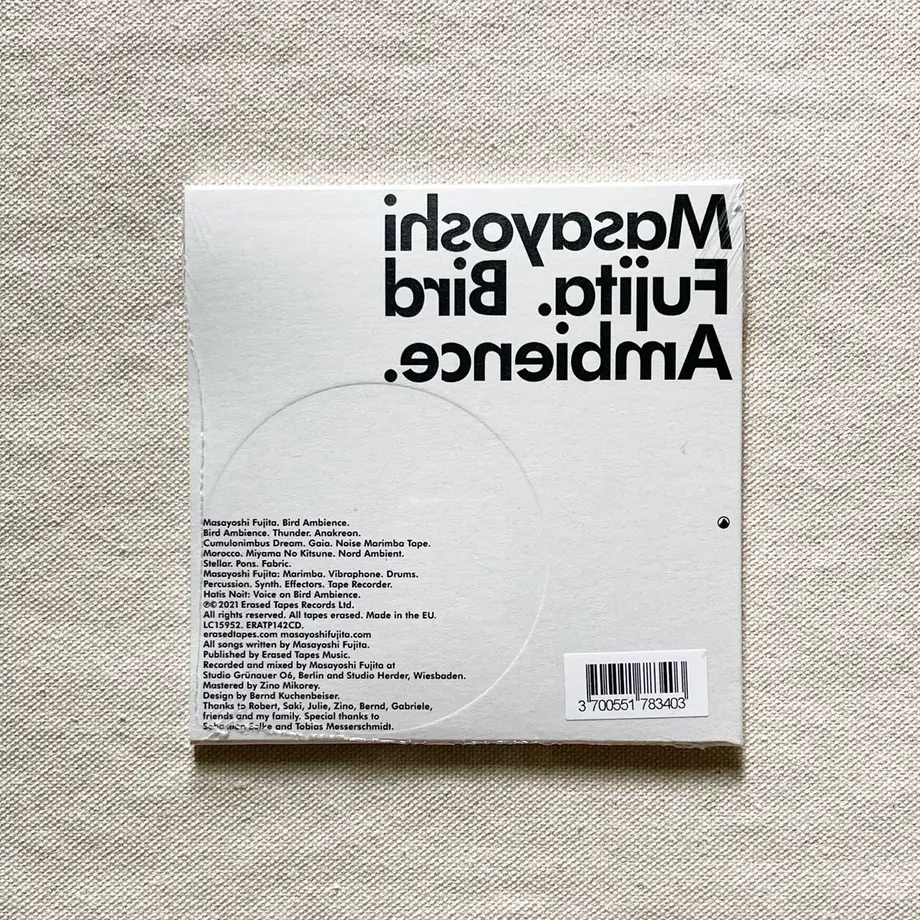 Masayoshi
Fujita. Bird
Ambience.
Masayoshi Fujita. Bird Ambience.
Bird Ambience. Thunder. Anakreon.
Cumulonimbus Dream. Gaia. Noise Marimba Tape.
Morocco. Miyama No Kitsune. Nord Ambient.
Stellar. Pons. Fabric.
Masayoshi Fujita: Marimba. Vibraphone. Drums.
Percussion. Synth. Effectors. Tape Recorder.
Hatis Noit: Voice on Bird Ambience.
℗© 2021 Erased Tapes Records Ltd.
All rights reserved. All tapes erased. Made in the EU.
LC15952. ERATP142CD.
erasedtapes.com masayoshifujita.com
All songs written by Masayoshi Fujita.
Published by Erased Tapes Music.
Recorded and mixed by Masayoshi Fujita at
Studio Grünauer O6, Berlin and Studio Herder, Wiesbaden.
Mastered by Zino Mikorey.
Design by Bernd Kuchenbeiser.
Thanks to Robert, Saki, Julie, Zino, Bernd, Gabriele,
friends and my family. Special thanks to
Sebastian Selke and Tobias Messerschmidt.
3 700551 783403